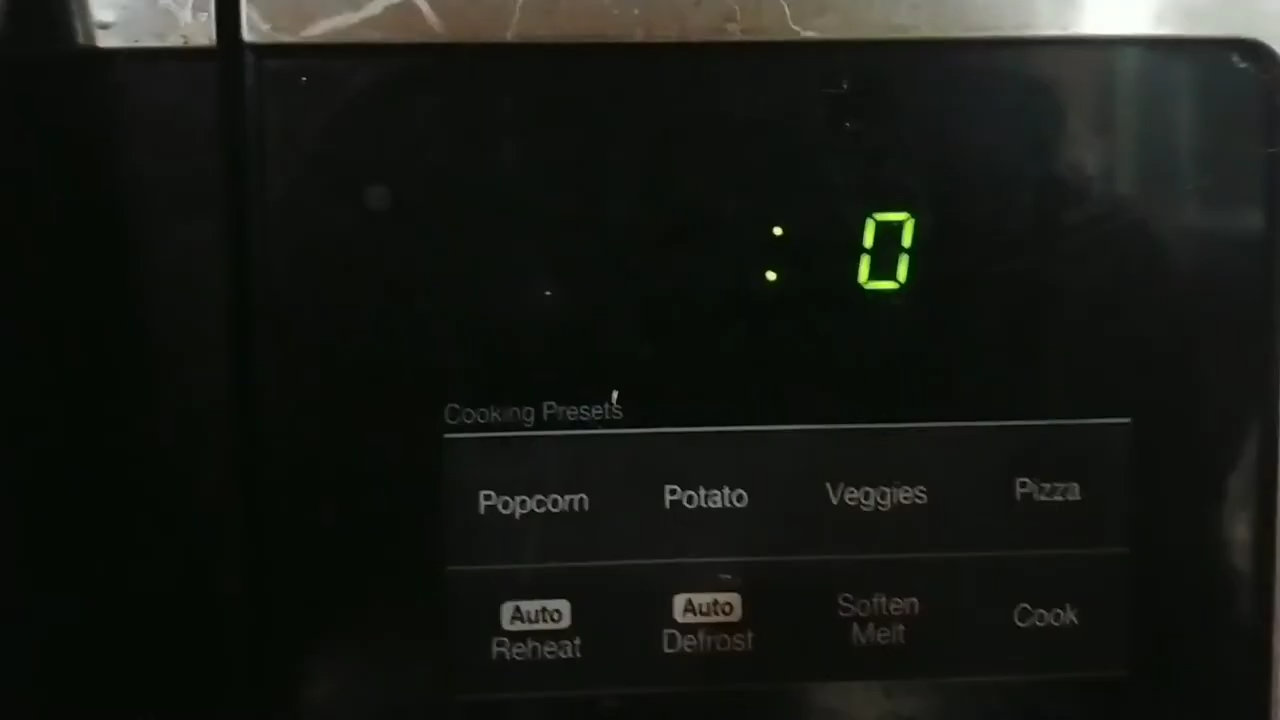 : 0
Cooking Presets
Popcorn Potato Veggies Pizza
Auto Auto Soften Cook
Reheat Defrost Melt